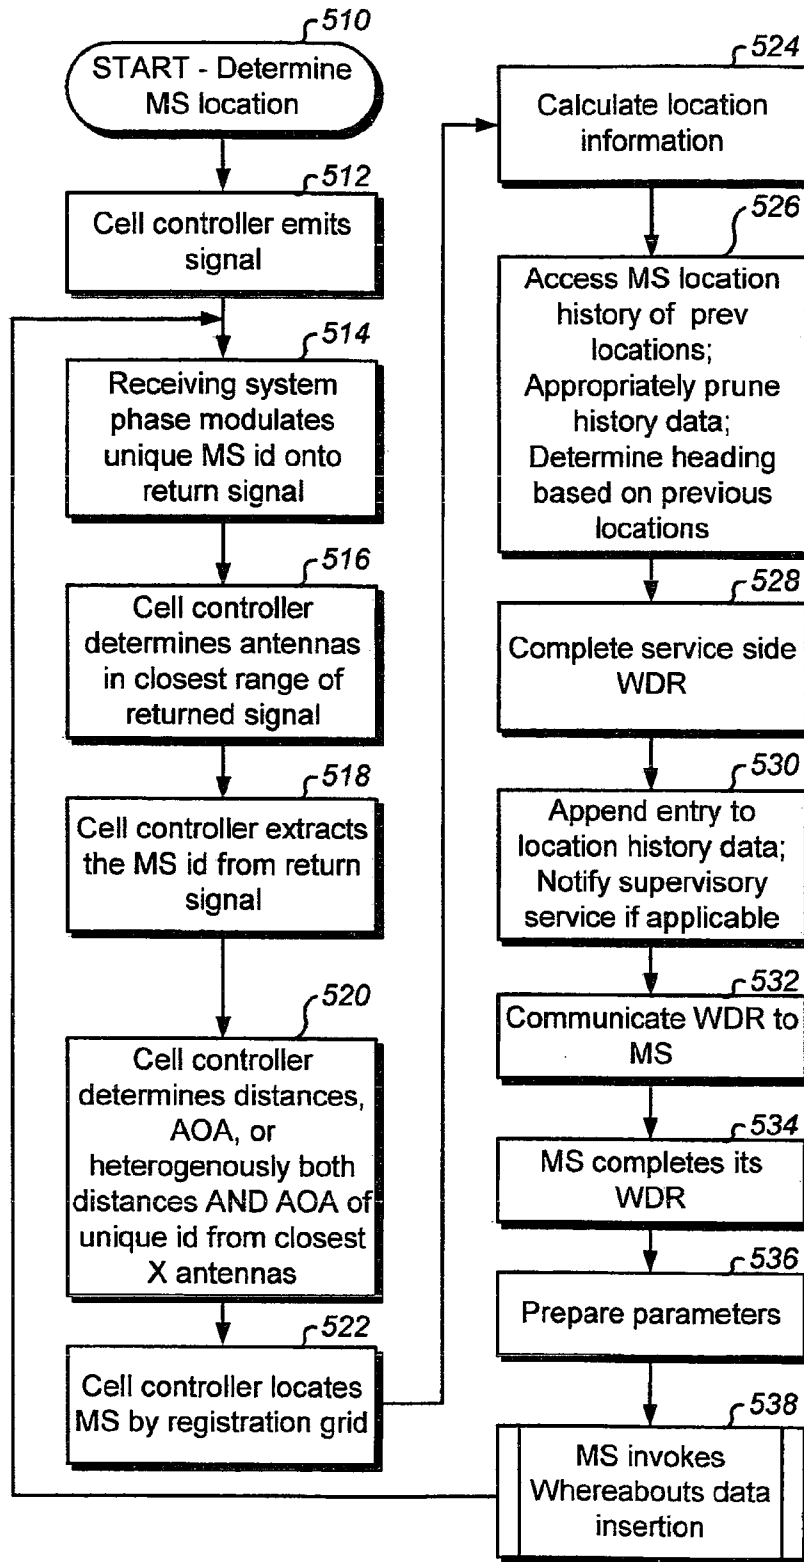 510
START - Determine
MS location
512
Cell controller emits
signal
514
Receiving system
phase modulates
unique MS id onto
return signal
516
Cell controller
determines antennas
in closest range of
returned signal
518
Cell controller extracts
the MS id from return
signal
520
Cell controller
determines distances,
AOA, or
heterogenously both
distances AND AOA of
unique id from closest
X antennas
522
Cell controller locates
MS by registration grid
524
Calculate location
information
526
Access MS location
history of prev
locations;
Appropriately prune
history data;
Determine heading
based on previous
locations
528
Complete service side
WDR
530
Append entry to
location history data;
Notify supervisory
service if applicable
532
Communicate WDR to
MS
534
MS completes its
WDR
536
Prepare parameters
538
MS invokes
Whereabouts data
insertion